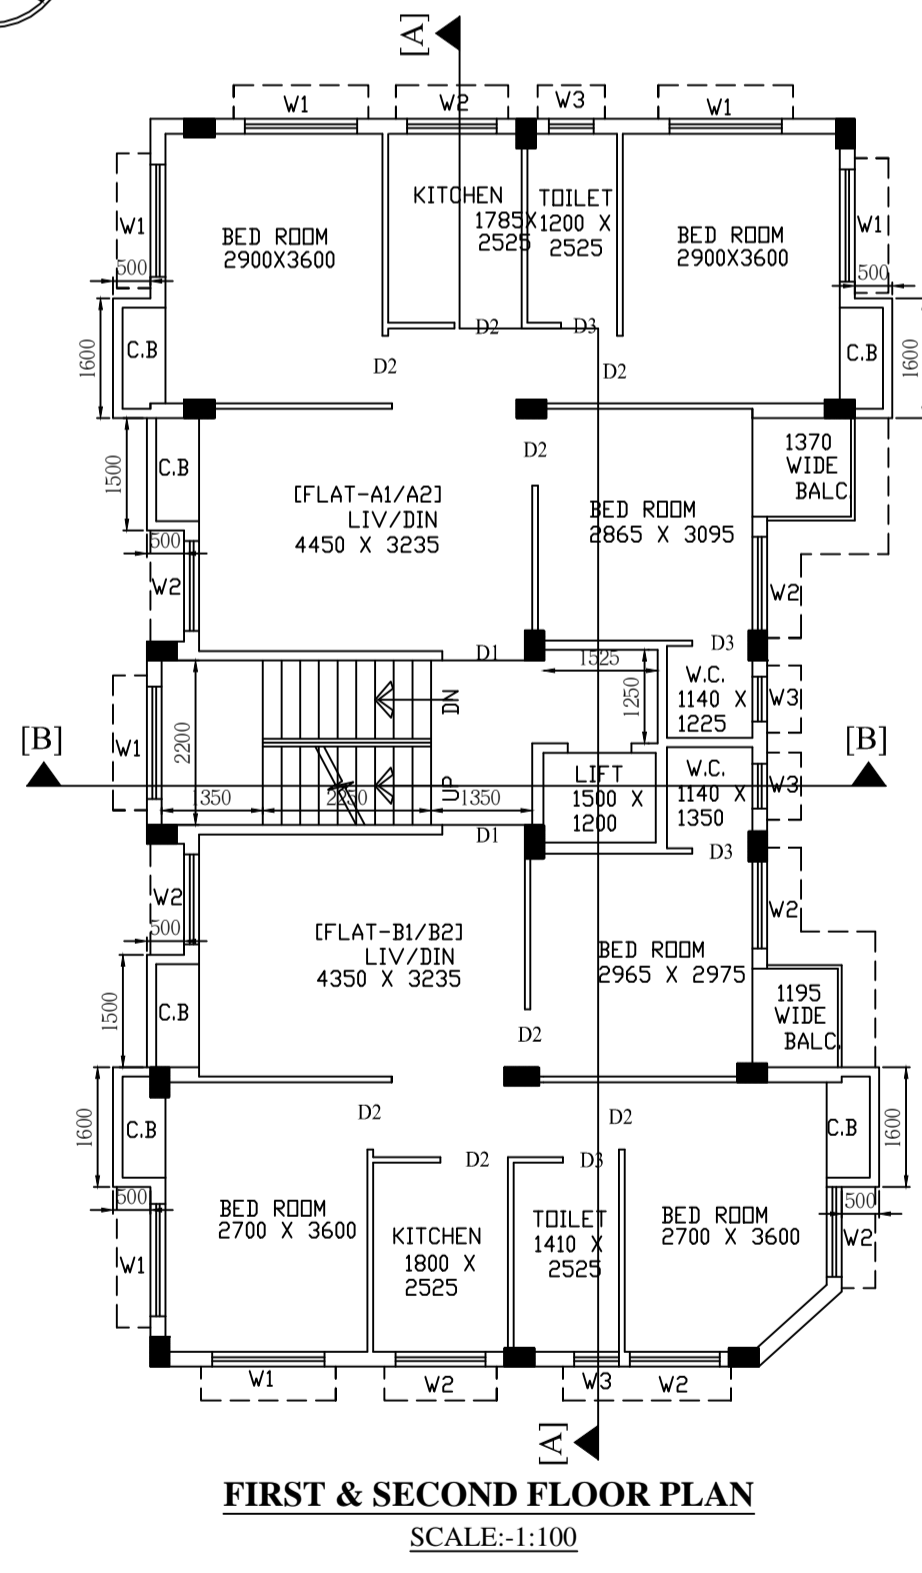 [A]
W1
W2
W3
W1
W1
500
BED ROOM
2900X3600
KITCHEN
1785X
2525
TOILET
1200 X
2525
BED ROOM
2900X3600
W1
500
1600
C.B
D2
D2
D3
D2
C.B
1600
1500
C.B
500
W2
[FLAT-A1/A2]
LIV/DIN
4450 X 3235
D2
BED ROOM
2865 X 3095
1370
WIDE
BALC
W2
D1
1525
D3
1250
W.C.
1140 X
1225
W3
[B]
W1
2200
DN
UP
1350
2250
1350
LIFT
1500 X
1200
W.C.
1140 X
1350
W3
[B]
D1
D3
W2
500
1500
C.B
[FLAT-B1/B2]
LIV/DIN
4350 X 3235
D2
BED ROOM
2965 X 2975
W2
1195
WIDE
BALC.
1600
C.B
500
W1
D2
D2
D3
D2
C.B
1600
500
W2
BED ROOM
2700 X 3600
KITCHEN
1800 X
2525
TOILET
1410 X
2525
BED ROOM
2700 X 3600
W1
W2
W3
W2
[A]
FIRST & SECOND FLOOR PLAN
SCALE:-1:100